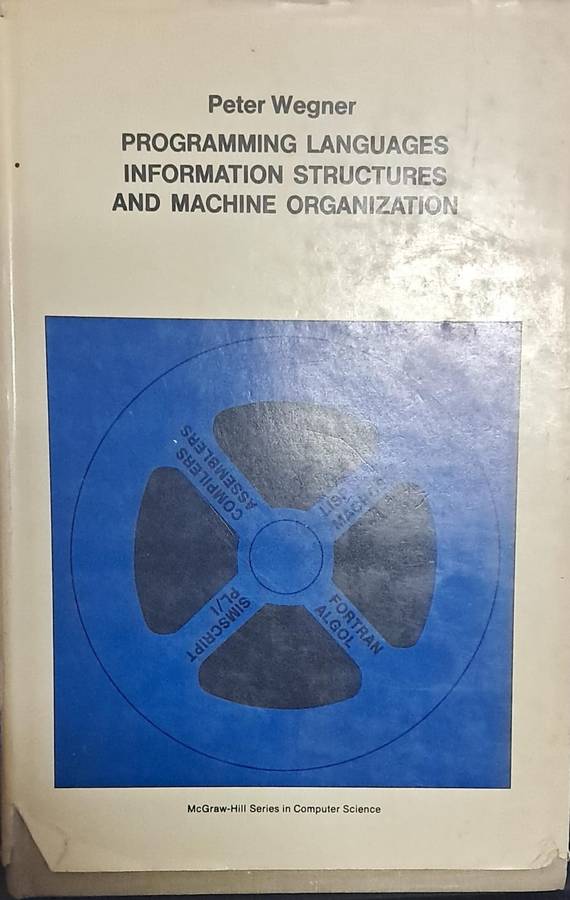 Peter Wegner
PROGRAMMING LANGUAGES
INFORMATION STRUCTURES
AND MACHINE ORGANIZATION
COMPILERS
ASSEMBLERS
SIMSCRIPT
PL/I
FORTRAN
ALGOL
McGraw-Hill Series in Computer Science